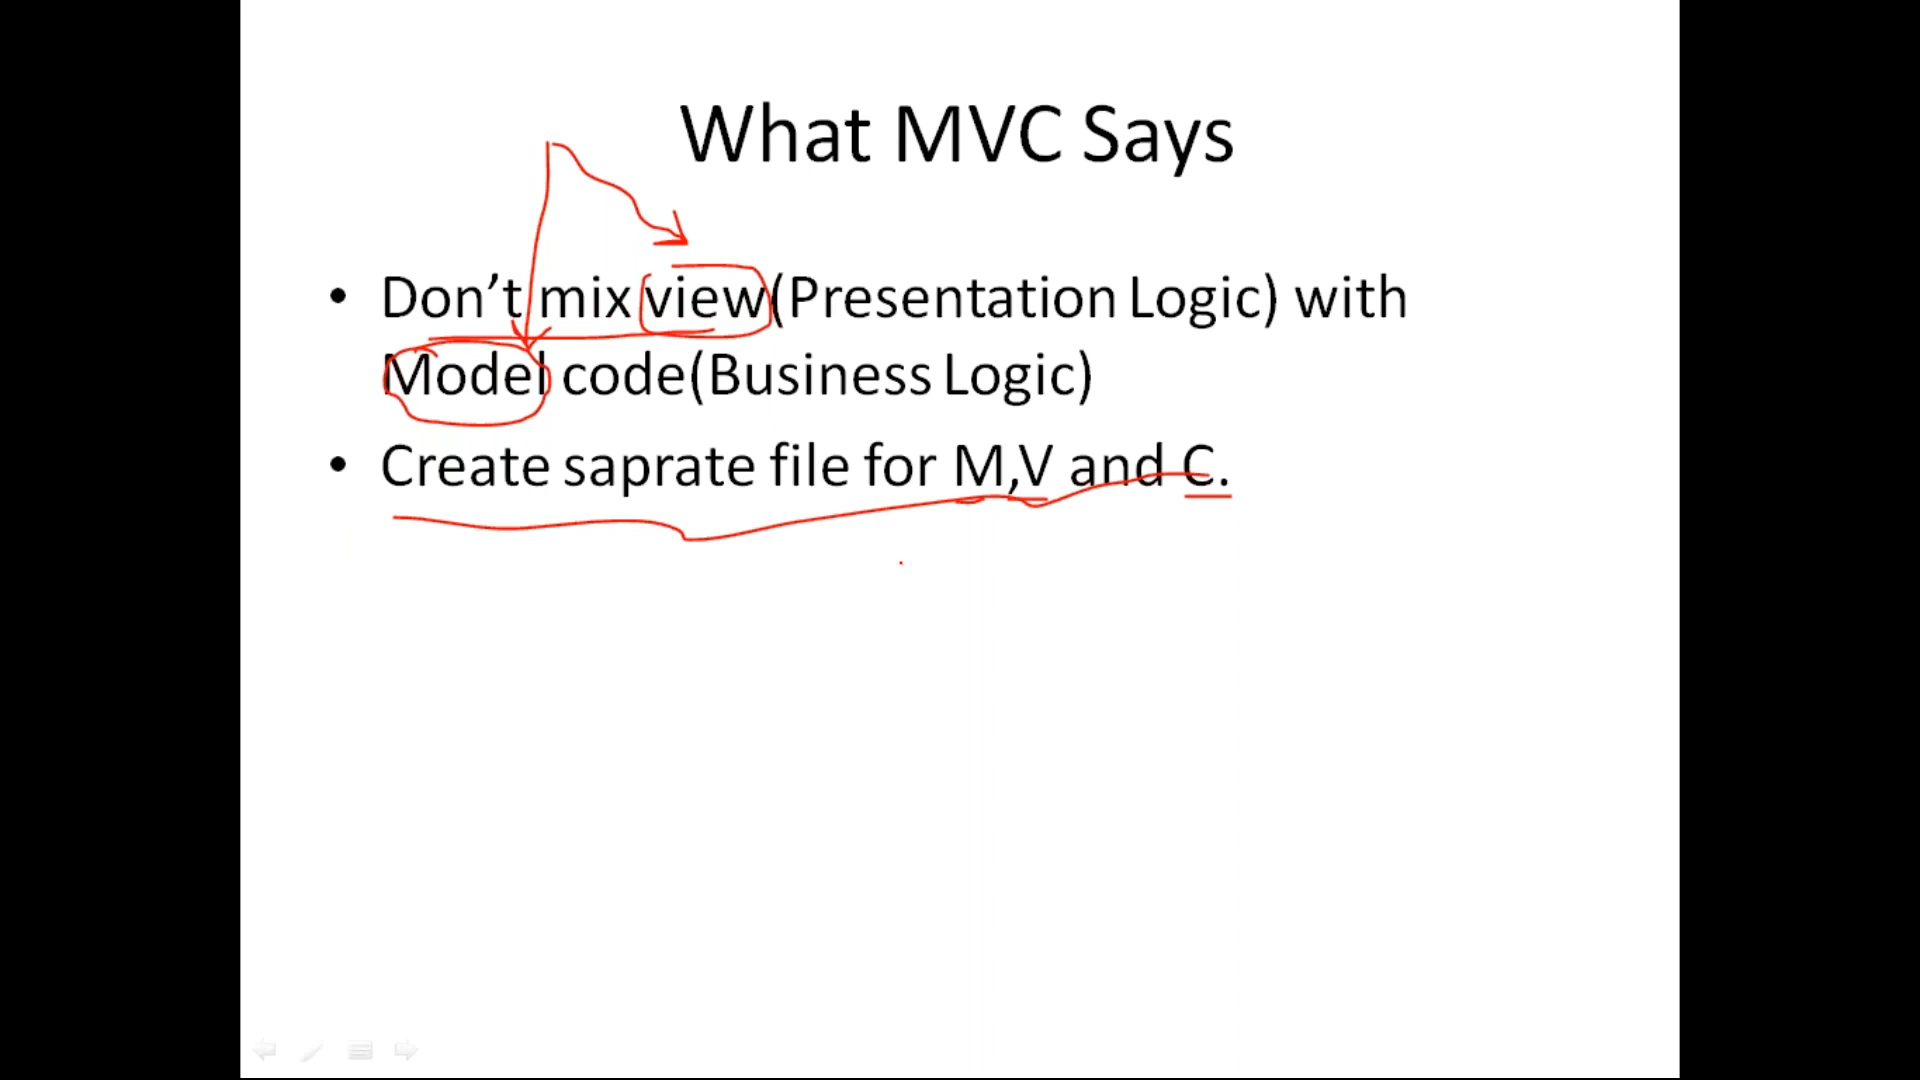 What MVC Says
• Don’t mix view(Presentation Logic) with
Model code(Business Logic)
• Create saprate file for M,V and C.